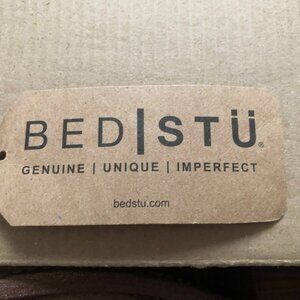 BED|STÜ®
GENUINE | UNIQUE | IMPERFECT
bedstu.com